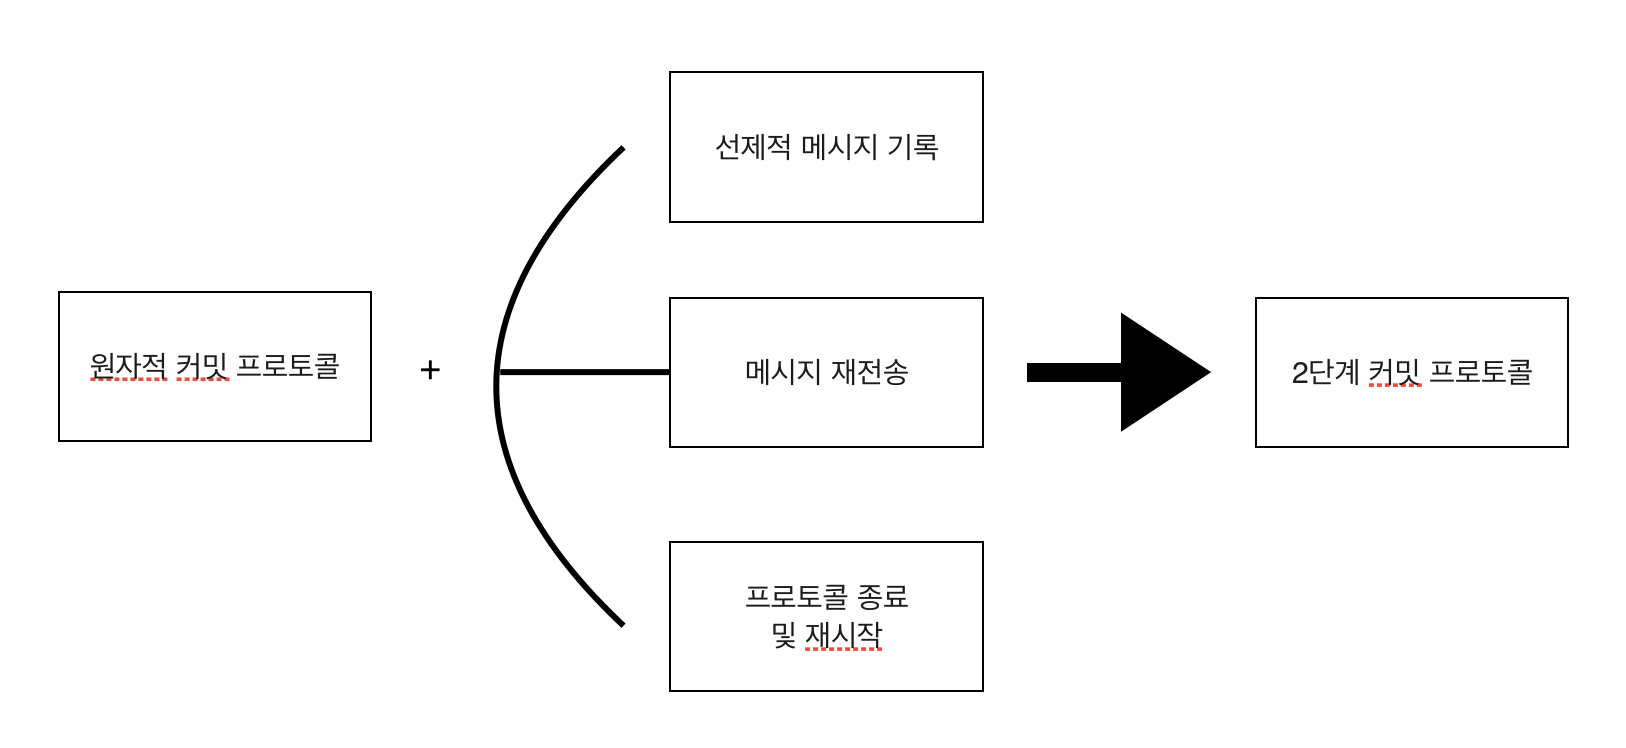 선제적 메시지 기록
원자적 커밋 프로토콜
+
메시지 재전송
2단계 커밋 프로토콜
프로토콜 종료
및 재시작